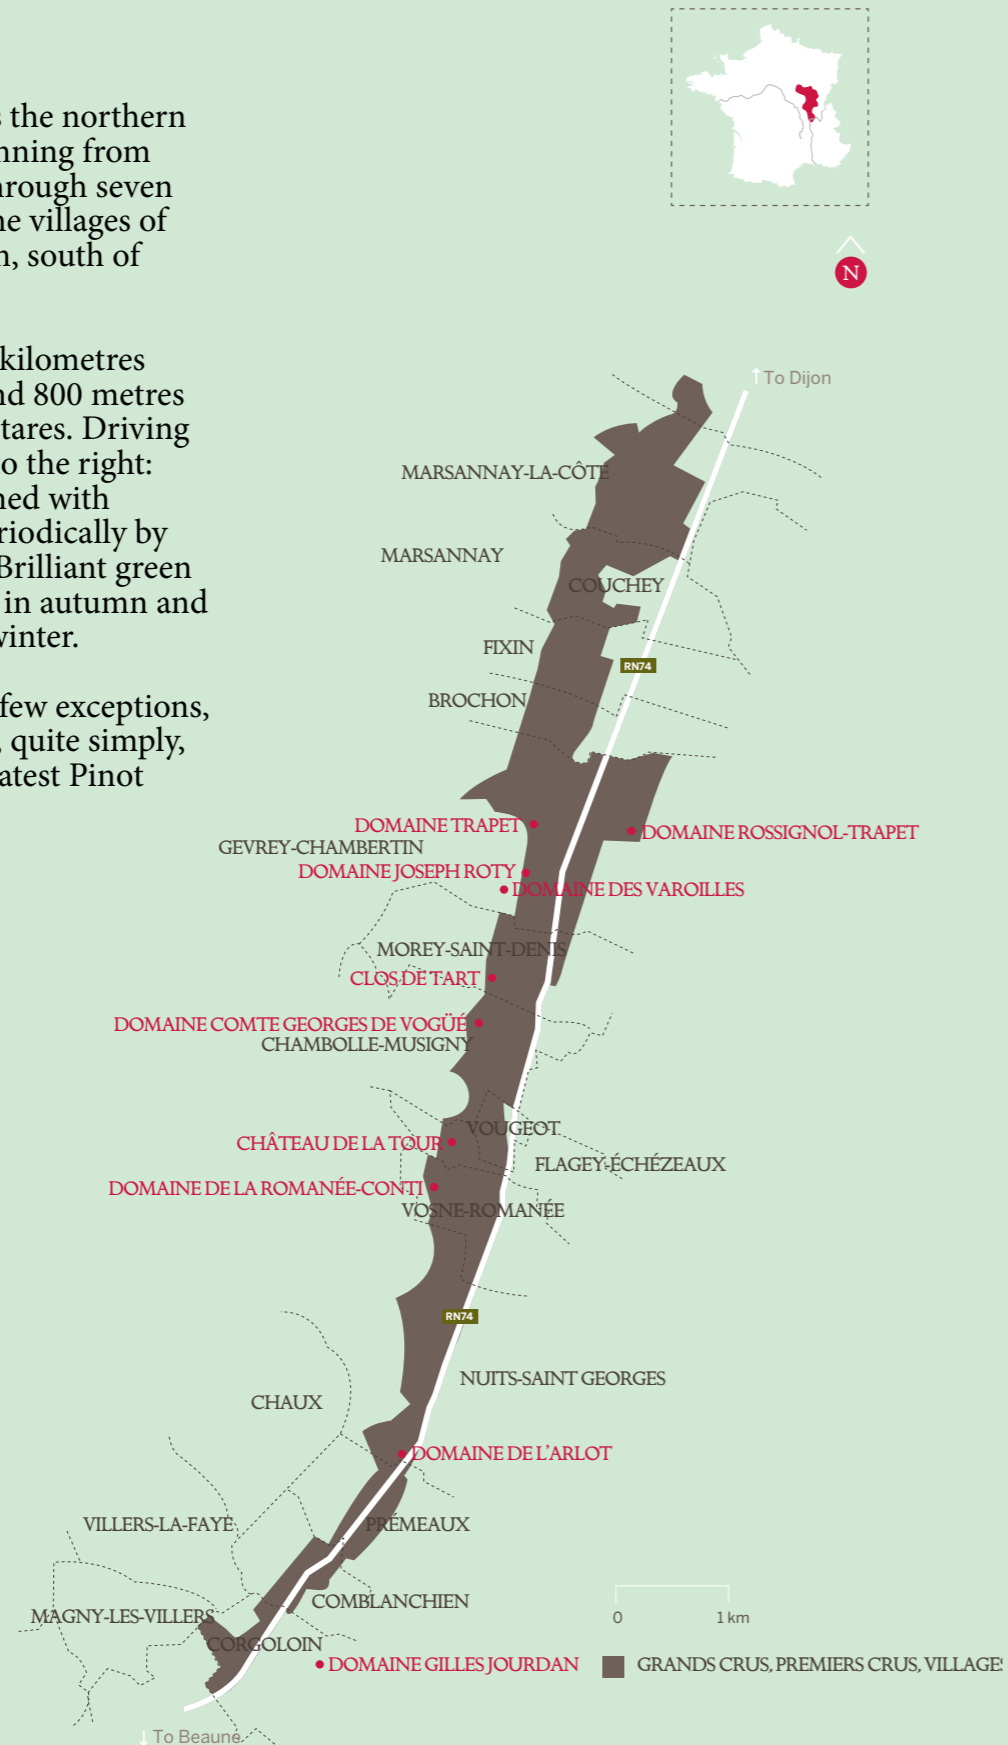 s the northern
nning from
hrough seven
he villages of
n, south of
kilometres
nd 800 metres
tares. Driving
o the right:
ned with
riodically by
Brilliant green
in autumn and
winter.
few exceptions,
, quite simply,
atest Pinot
N
To Dijon
MARSANNAY-LA-CÔTE
MARSANNAY
COUCHEY
FIXIN
RN74
BROCHON
DOMAINE TRAPET
DOMAINE ROSSIGNOL-TRAPET
GEVREY-CHAMBERTIN
DOMAINE JOSEPH ROTY
DOMAINE DES VAROILLES
MOREY-SAINT-DENIS
CLOS DE TART
DOMAINE COMTE GEORGES DE VOGÜÉ
CHAMBOLLE-MUSIGNY
VOUGEOT
CHÂTEAU DE LA TOUR
FLAGEY-ÉCHÉZEAUX
DOMAINE DE LA ROMANÉE-CONTI
VOSNE-ROMANÉE
RN74
NUITS-SAINT GEORGES
CHAUX
DOMAINE DE L'ARLOT
VILLERS-LA-FAYE
PRÉMEAUX
COMBLANCHIEN
MAGNY-LES-VILLERS
0 1 km
CORGOLOIN
DOMAINE GILLES JOURDAN
GRANDS CRUS, PREMIERS CRUS, VILLAGES
To Beaune